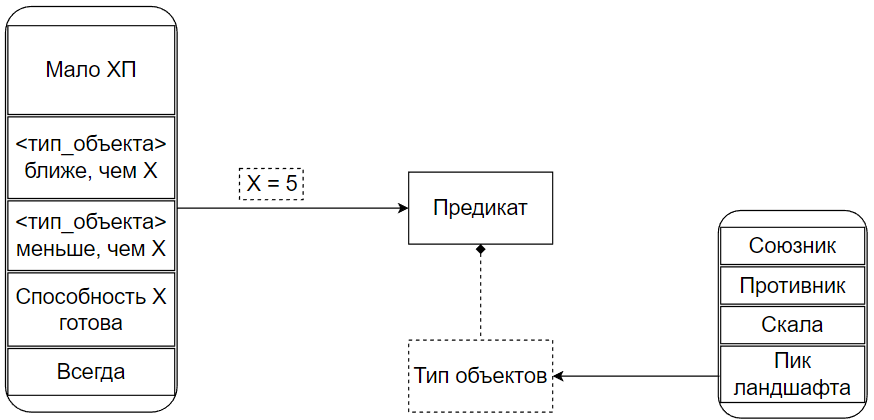 Мало ХП
<тип_объекта>
ближе, чем X
<тип_объекта>
меньше, чем X
Способность X
готова
Всегда
X = 5
Предикат
Тип объектов
Союзник
Противник
Скала
Пик
ландшафта